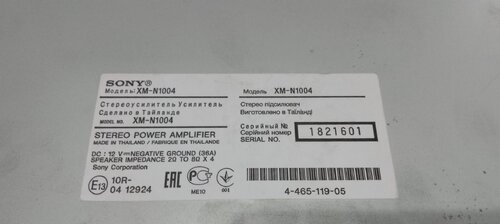 SONY®
Модель: XM-N1004
Стереоусилитель Усилитель
Сделано в Таиланде
MODEL NO. XM-N1004
STEREO POWER AMPLIFIER
MADE IN THAILAND / FABRIQUE EN THAILANDE
DC : 12 V NEGATIVE GROUND (36A)
SPEAKER IMPEDANCE 2Ω TO 8Ω X 4
Sony Corporation
E13 10R-
04 12924
EAC
ME10
001
Модель XM-N1004
Стерео підсилювач
Виготовлено в Таїланді
Серийный №
Серійний номер
SERIAL NO.
1821601
4-465-119-05